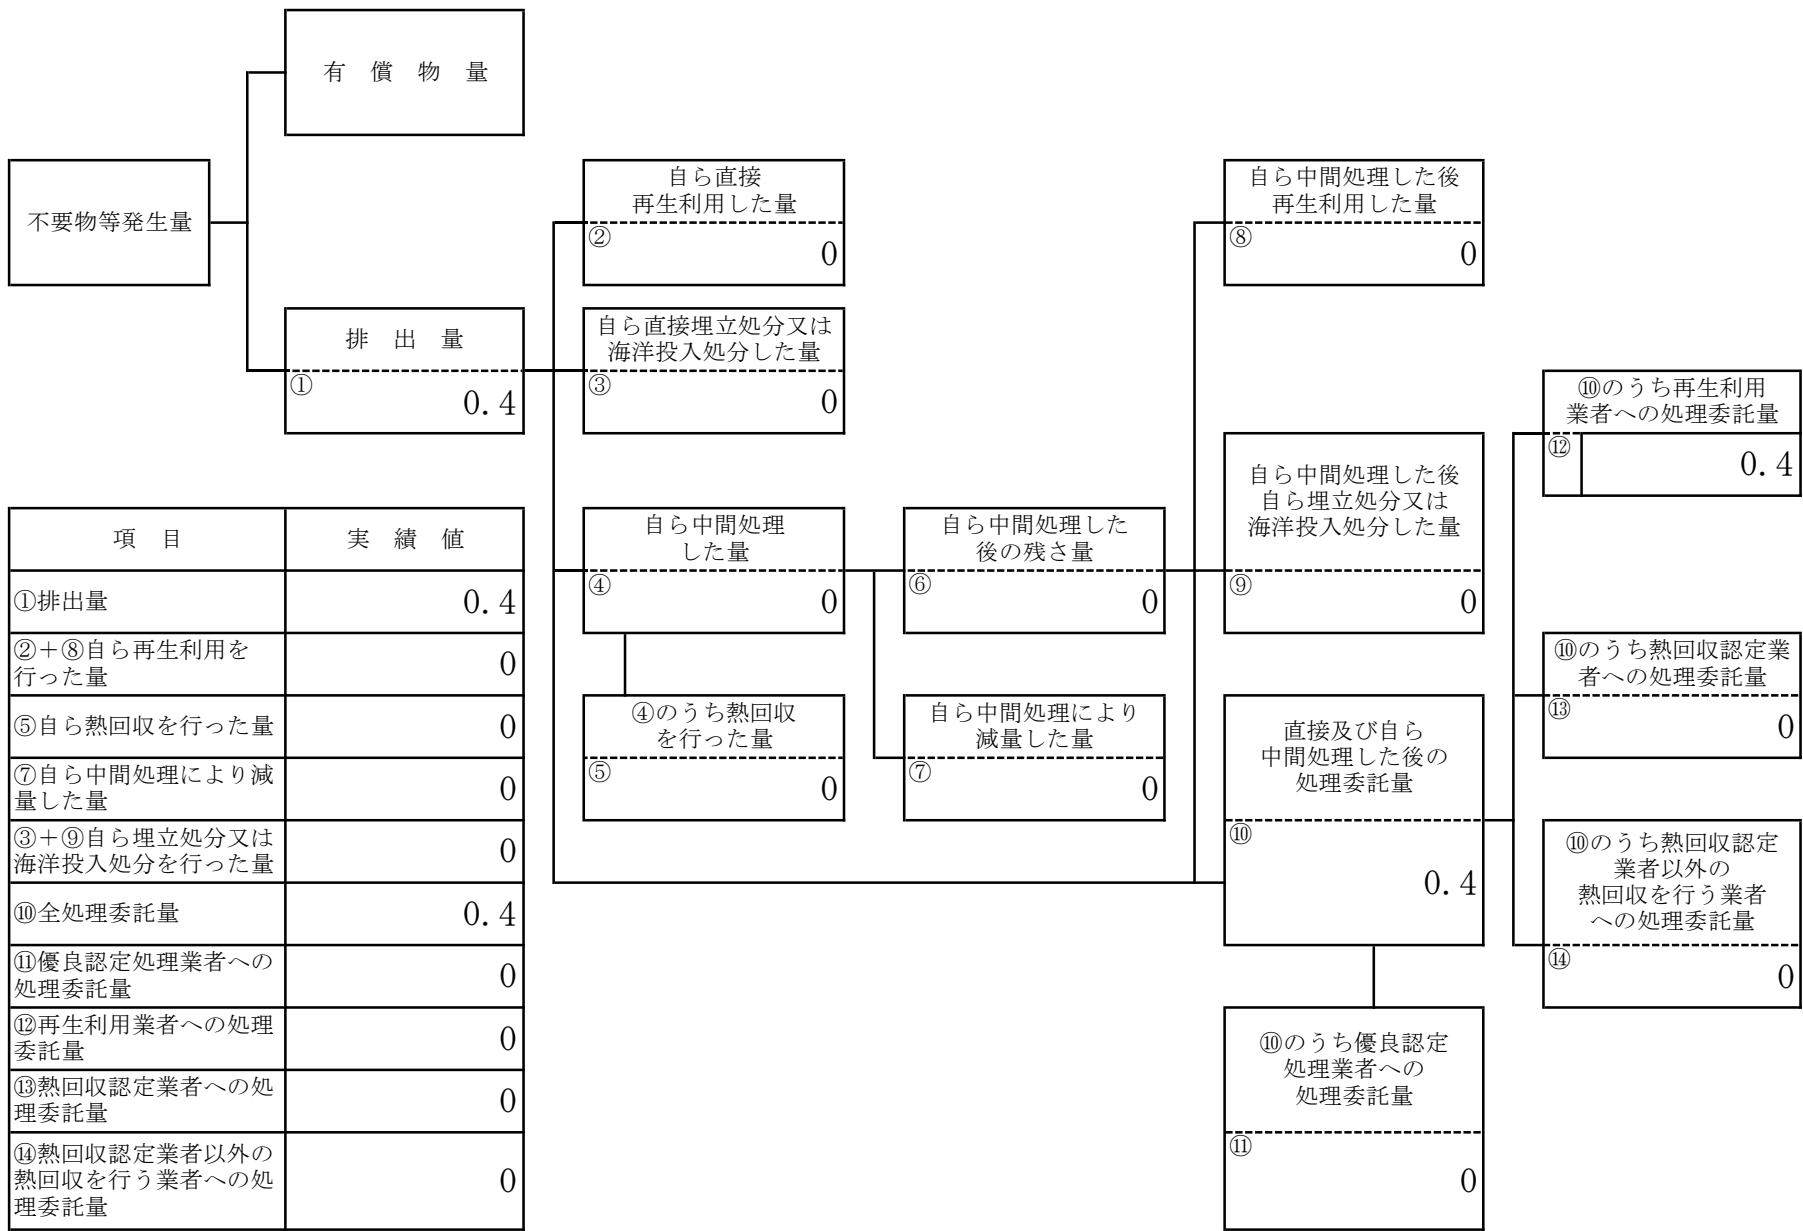 有　償　物　量
不要物等発生量
排　出　量
①
0.4
自ら直接
再生利用した量
②
0
自ら直接埋立処分又は
海洋投入処分した量
③
0
自ら中間処理
した量
④
0
④のうち熱回収
を行った量
⑤
0
自ら中間処理した
後の残さ量
⑥
0
自ら中間処理により
減量した量
⑦
0
自ら中間処理した後
再生利用した量
⑧
0
自ら中間処理した後
自ら埋立処分又は
海洋投入処分した量
⑨
0
直接及び自ら
中間処理した後の
処理委託量
⑩
0.4
⑩のうち優良認定
処理業者への
処理委託量
⑪
0
⑩のうち再生利用
業者への処理委託量
⑫
0.4
⑩のうち熱回収認定業
者への処理委託量
⑬
0
⑩のうち熱回収認定
業者以外の
熱回収を行う業者
への処理委託量
⑭
0
項　目　実　績　値
①排出量　0.4
②＋⑧自ら再生利用を
行った量　0
⑤自ら熱回収を行った量　0
⑦自ら中間処理により減
量した量　0
③＋⑨自ら埋立処分又は
海洋投入処分を行った量　0
⑩全処理委託量　0.4
⑪優良認定処理業者への
処理委託量　0
⑫再生利用業者への処理
委託量　0
⑬熱回収認定業者への処
理委託量　0
⑭熱回収認定業者以外の
熱回収を行う業者への処
理委託量　0